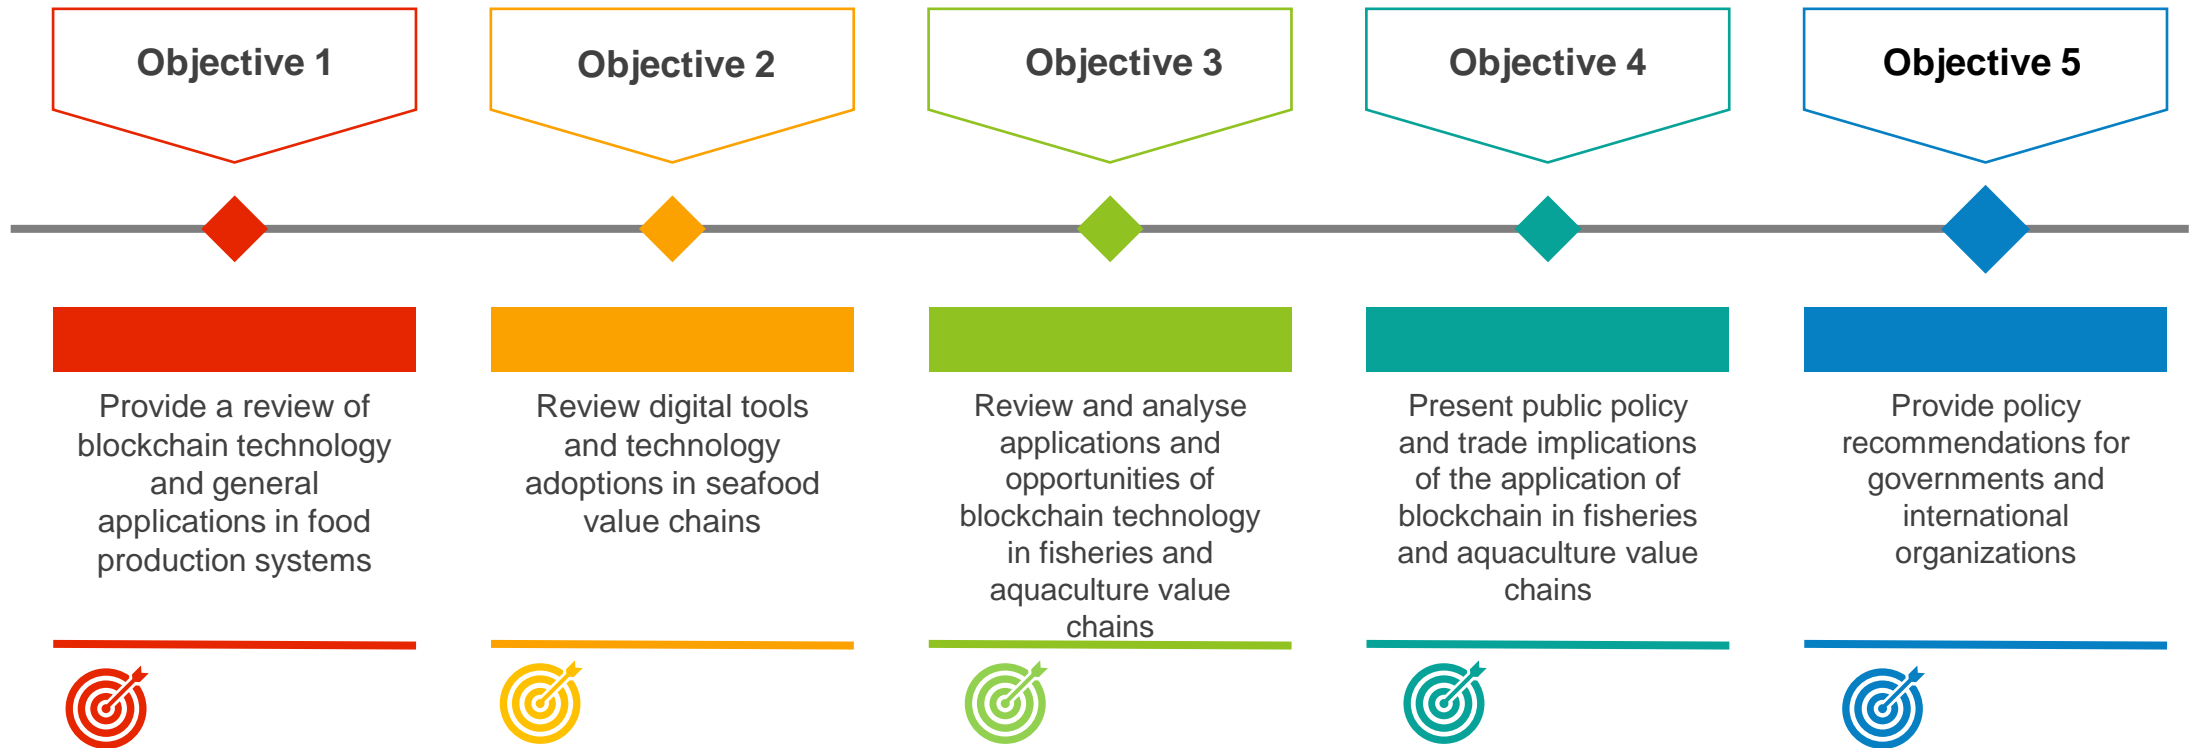 Objective 1
Objective 2
Objective 3
Objective 4
Objective 5
Provide a review of
blockchain technology
and general
applications in food
production systems
Review digital tools
and technology
adoptions in seafood
value chains
Review and analyse
applications and
opportunities of
blockchain technology
in fisheries and
aquaculture value
chains
Present public policy
and trade implications
of the application of
blockchain in fisheries
and aquaculture value
chains
Provide policy
recommendations for
governments and
international
organizations